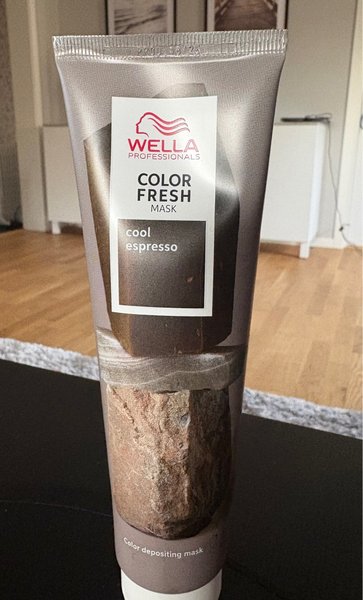 WELLA
PROFESSIONALS
COLOR
FRESH
MASK
cool
espresso
Color depositing mask